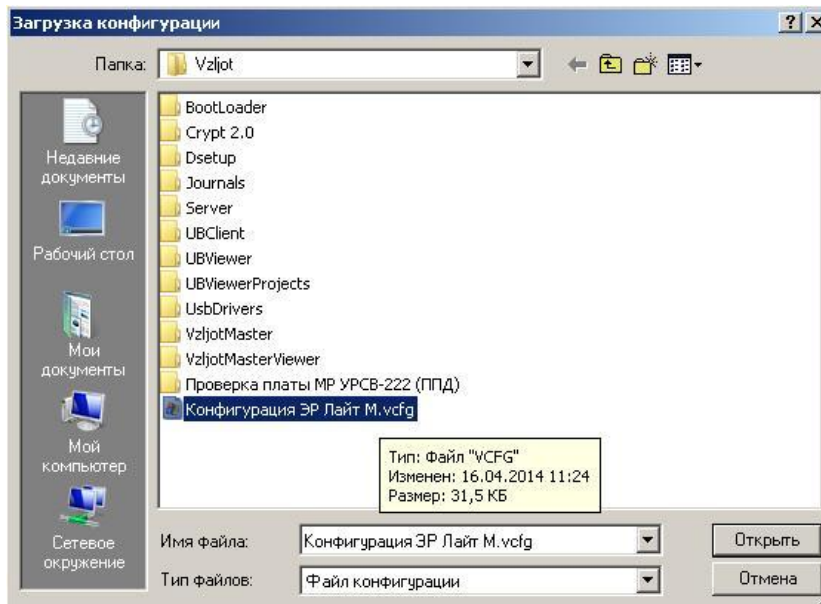 Загрузка конфигурации
Папка: Vzljot
Недавние
документы
Рабочий стол
Мои
документы
Мой
компьютер
Сетевое
окружение
BootLoader
Crypt 2.0
Dsetup
Journals
Server
UBClient
UBViewer
UBViewerProjects
UsbDrivers
VzljotMaster
VzljotMasterViewer
Проверка платы МР УРСВ-222 (ППД)
Конфигурация ЭР Лайт М.vcfg
Тип: Файл "VCFG"
Изменен: 16.04.2014 11:24
Размер: 31,5 КБ
Имя файла: Конфигурация ЭР Лайт М.vcfg Открыть
Тип файлов: Файл конфигурации Отмена